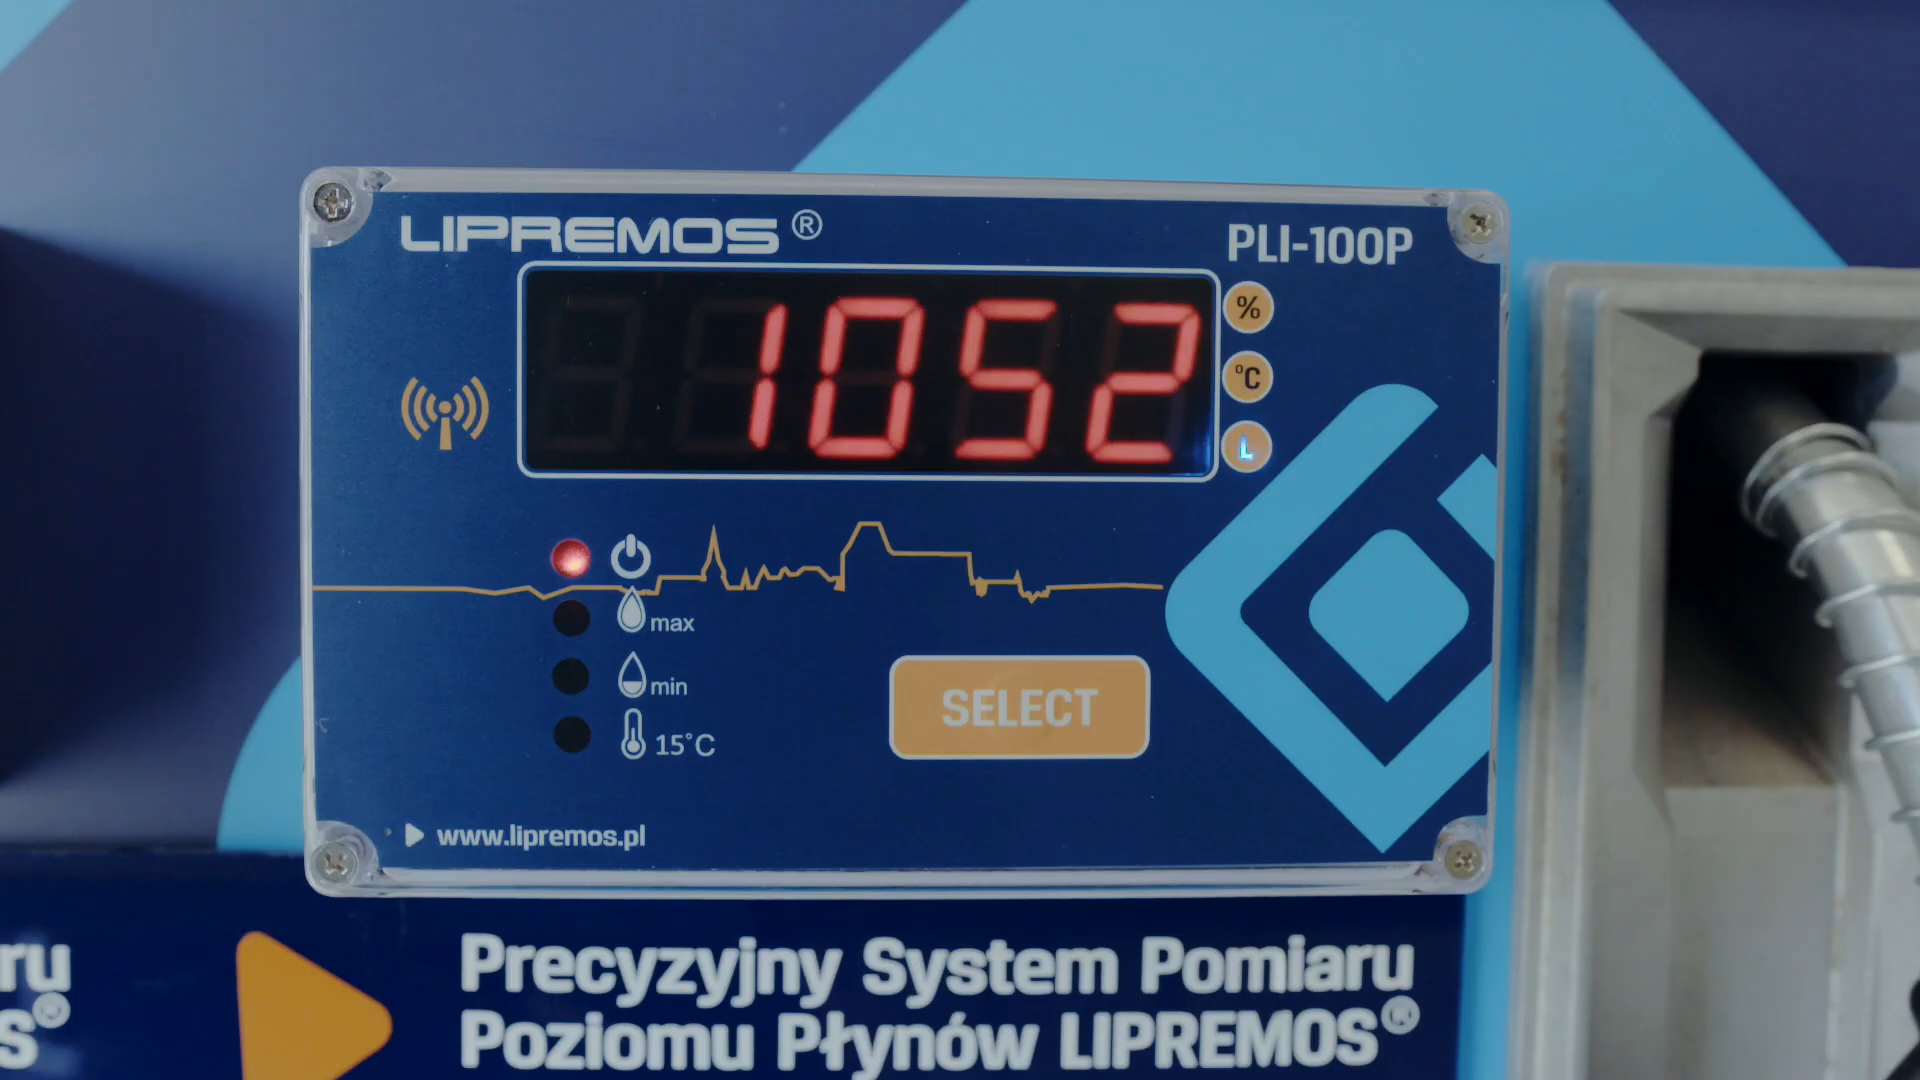 LIPREMOS®
PLI-100P
1052
%
°C
L
max
min
15°C
SELECT
www.lipremos.pl
Precyzyjny System Pomiaru
Poziomu Płynów LIPREMOS®
ru
S®